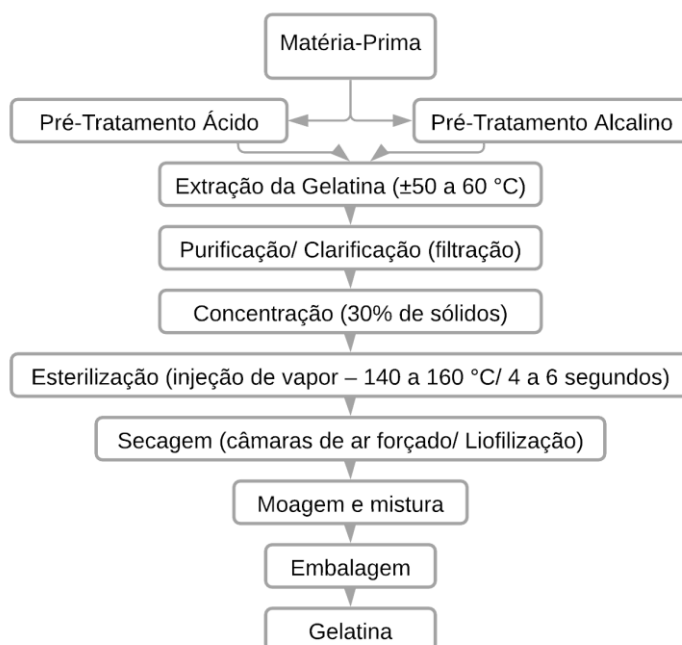 Matéria-Prima
Pré-Tratamento Ácido
Pré-Tratamento Alcalino
Extração da Gelatina (±50 a 60 °C)
Purificação/ Clarificação (filtração)
Concentração (30% de sólidos)
Esterilização (injeção de vapor – 140 a 160 °C/ 4 a 6 segundos)
Secagem (câmaras de ar forçado/ Liofilização)
Moagem e mistura
Embalagem
Gelatina